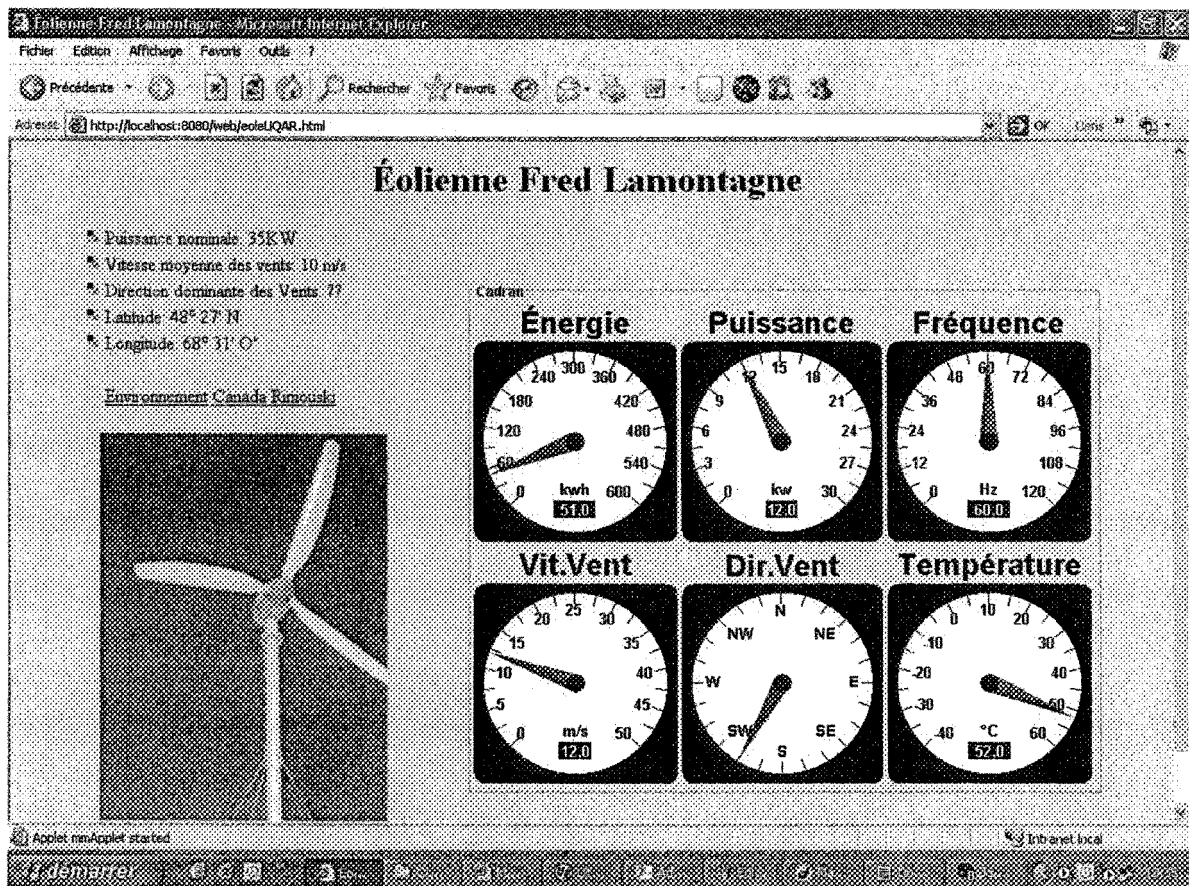 Éolienne Fred Lamontagne - Microsoft Internet Explorer
Fichier Edition Affichage Favoris Outils ?
Précédente Rechercher Favoris
Adresse http://localhost:8080/web/eoleUQAR.html OK Liens »
Éolienne Fred Lamontagne
Puissance nominale: 35KW
Vitesse moyenne des vents: 10 m/s
Direction dominante des Vents: ??
Latitude: 48° 27' N
Longitude: 68° 31' O"
Environnement Canada Rimouski
Cadran
Énergie Puissance Fréquence
0 60 120 180 240 300 360 420 480 540 600
kwh
51.0
0 3 6 9 12 15 18 21 24 27 30
kw
12.0
0 12 24 36 48 60 72 84 96 108 120
Hz
60.0
Vit.Vent Dir.Vent Température
0 5 10 15 20 25 30 35 40 45 50
m/s
12.0
N NE E SE S SW W NW
-40 -30 -20 -10 0 10 20 30 40 50 60
°C
52.0
Applet mmApplet started Intranet local
démarrer